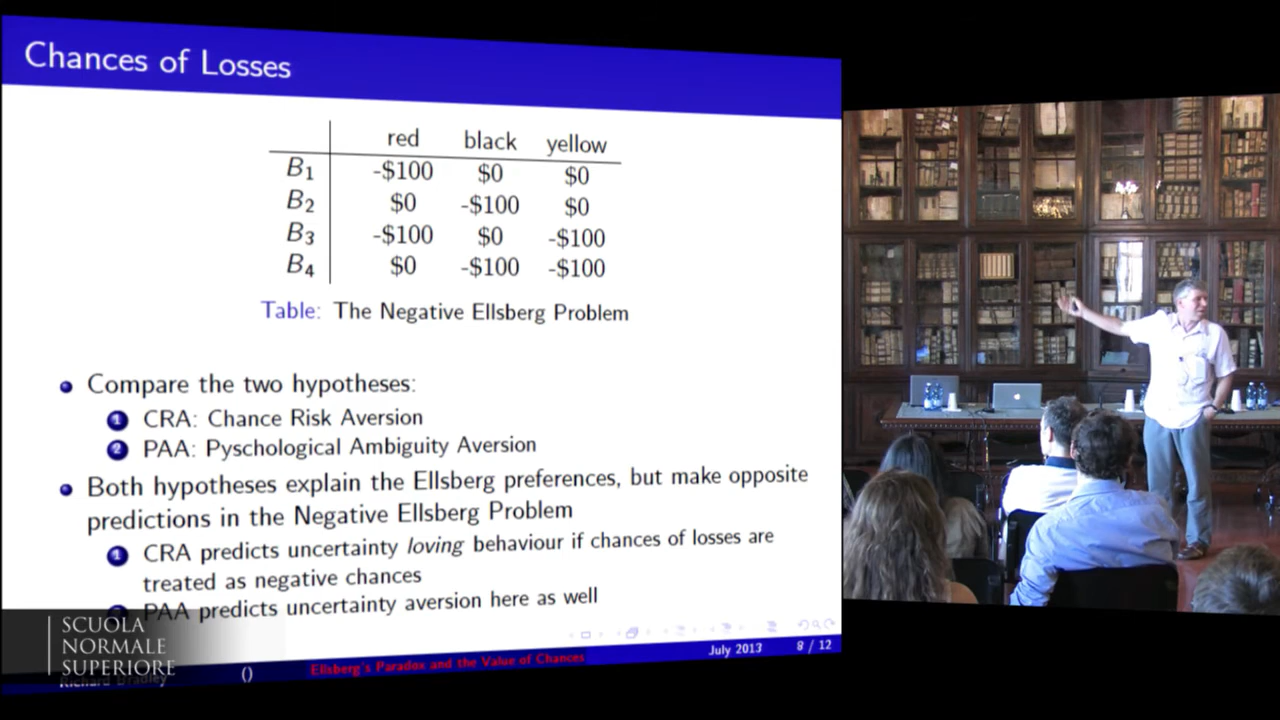 Chances of Losses
red black yellow
B1 -$100 $0 $0
B2 $0 -$100 $0
B3 -$100 $0 -$100
B4 $0 -$100 -$100
Table: The Negative Ellsberg Problem
Compare the two hypotheses:
1 CRA: Chance Risk Aversion
2 PAA: Pyschological Ambiguity Aversion
Both hypotheses explain the Ellsberg preferences, but make opposite
predictions in the Negative Ellsberg Problem
1 CRA predicts uncertainty loving behaviour if chances of losses are
treated as negative chances
PAA predicts uncertainty aversion here as well
SCUOLA
NORMALE
SUPERIORE
Richard Bradley () Ellsberg's Paradox and the Value of Chances July 2013 8 / 12